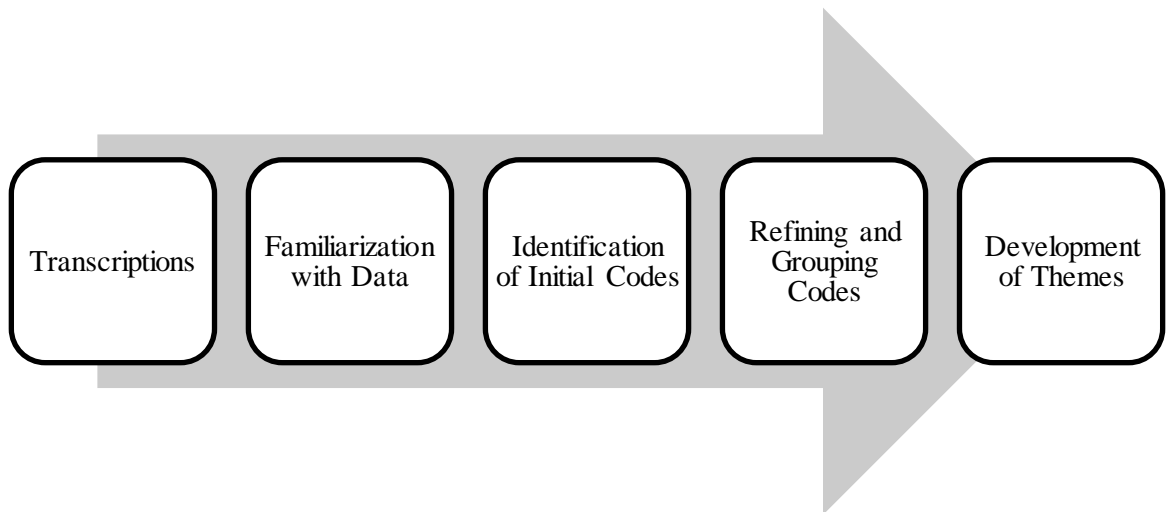 Transcriptions
Familiarization
with Data
Identification
of Initial Codes
Refining and
Grouping
Codes
Development
of Themes